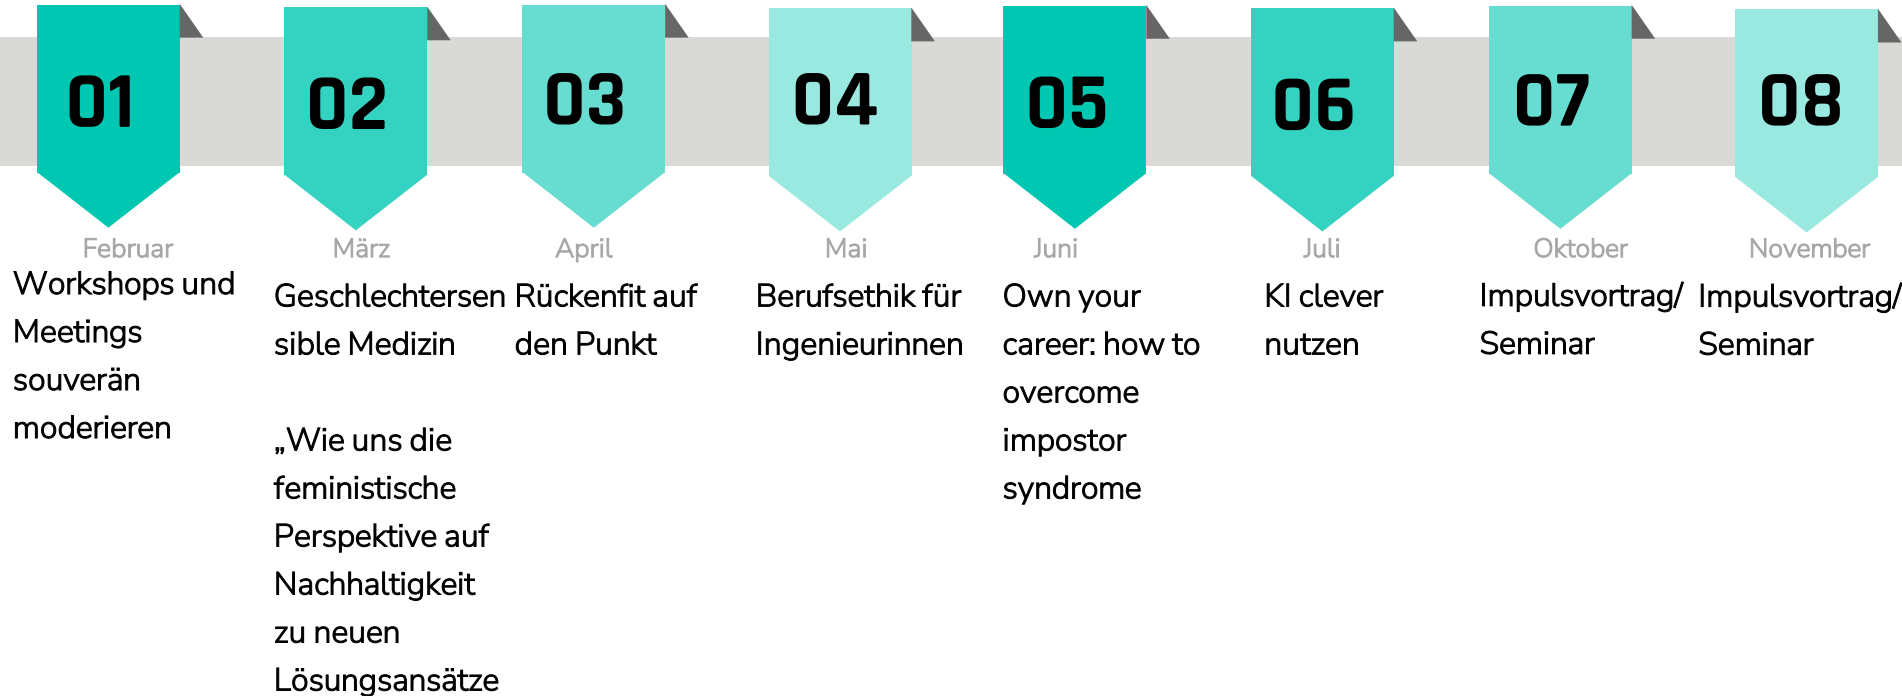 01
02
03
04
05
06
07
08
Februar
März
April
Mai
Juni
Juli
Oktober
November
Workshops und
Meetings
souverän
moderieren
Geschlechtersen
sible Medizin
„Wie uns die
feministische
Perspektive auf
Nachhaltigkeit
zu neuen
Lösungsansätze
Rückenfit auf
den Punkt
Berufsethik für
Ingenieurinnen
Own your
career: how to
overcome
impostor
syndrome
KI clever
nutzen
Impulsvortrag/
Seminar
Impulsvortrag/
Seminar